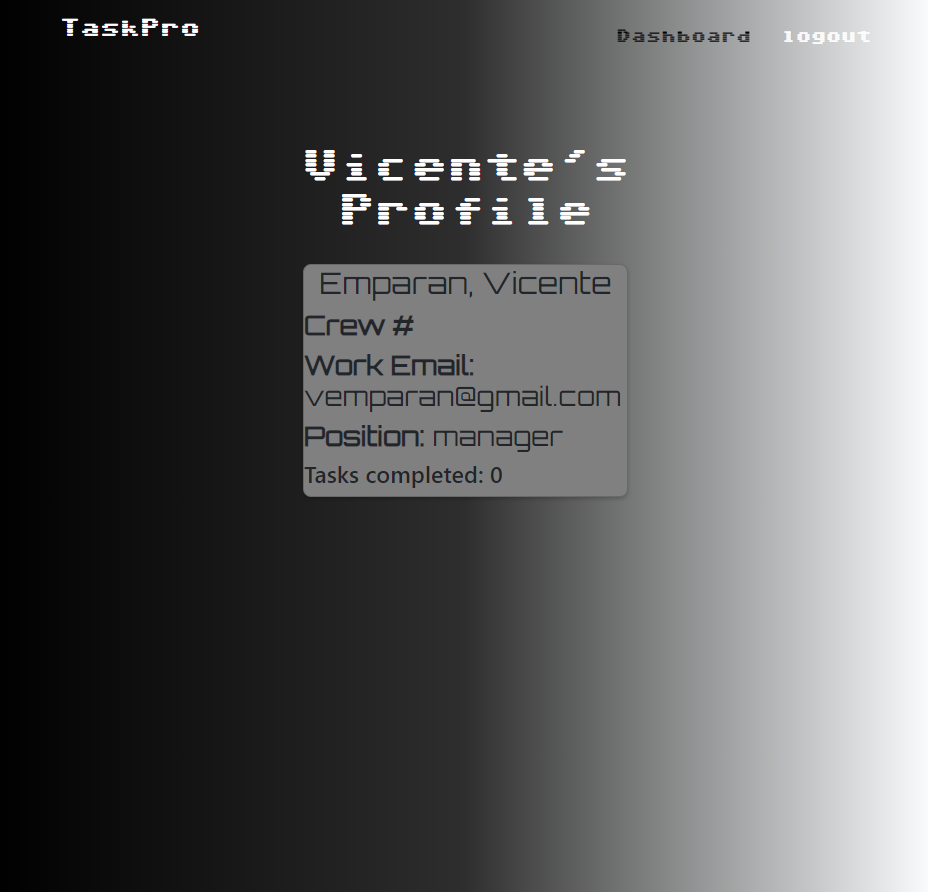 TaskPro
Dashboard logout
Vicente's
Profile
Emparan, Vicente
Crew #
Work Email:
vemparan@gmail.com
Position: manager
Tasks completed: 0